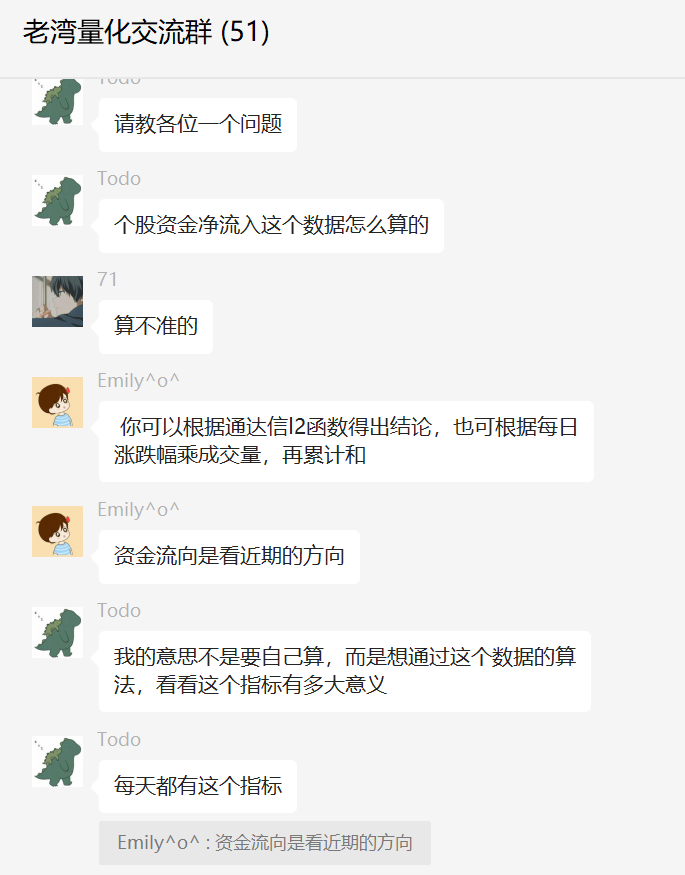 老湾量化交流群 (51)
Todo
请教各位一个问题
Todo
个股资金净流入这个数据怎么算的
71
算不准的
Emily^o^
你可以根据通达信l2函数得出结论，也可根据每日
涨跌幅乘成交量，再累计和
Emily^o^
资金流向是看近期的方向
Todo
我的意思不是要自己算，而是想通过这个数据的算
法，看看这个指标有多大意义
Todo
每天都有这个指标
Emily^o^ : 资金流向是看近期的方向